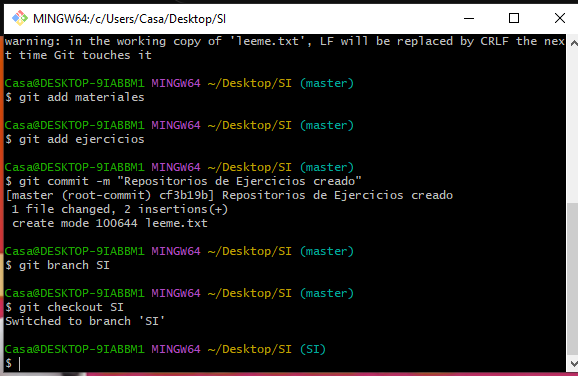 MINGW64:/c/Users/Casa/Desktop/SI
warning: in the working copy of 'leeme.txt', LF will be replaced by CRLF the nex
t time Git touches it
Casa@DESKTOP-9IABBM1 MINGW64 ~/Desktop/SI (master)
$ git add materiales
Casa@DESKTOP-9IABBM1 MINGW64 ~/Desktop/SI (master)
$ git add ejercicios
Casa@DESKTOP-9IABBM1 MINGW64 ~/Desktop/SI (master)
$ git commit -m "Repositorios de Ejercicios creado"
[master (root-commit) cf3b19b] Repositorios de Ejercicios creado
1 file changed, 2 insertions(+)
create mode 100644 leeme.txt
Casa@DESKTOP-9IABBM1 MINGW64 ~/Desktop/SI (master)
$ git branch SI
Casa@DESKTOP-9IABBM1 MINGW64 ~/Desktop/SI (master)
$ git checkout SI
Switched to branch 'SI'
Casa@DESKTOP-9IABBM1 MINGW64 ~/Desktop/SI (SI)
$